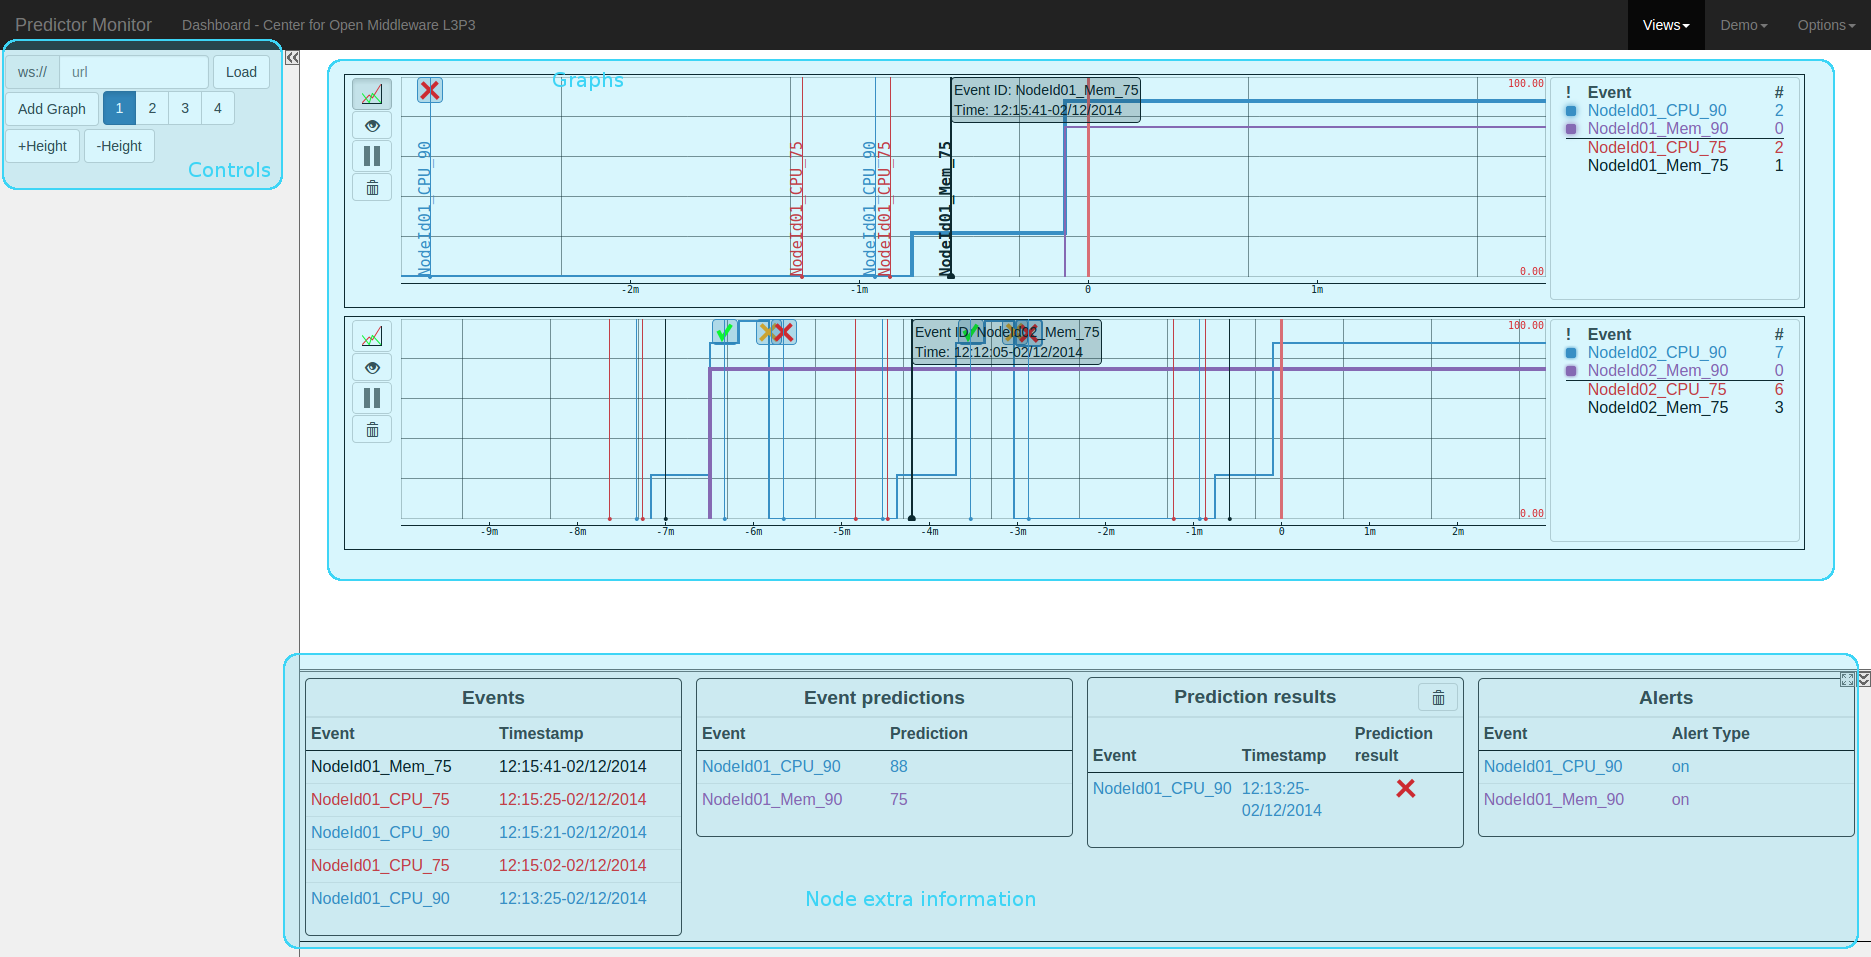 Predictor Monitor Dashboard - Center for Open Middleware L3P3 Views Demo Options
ws:// url Load
Add Graph 1 2 3 4
+Height -Height
Controls
Graphs
Event ID: NodeId01_Mem_75
Time: 12:15:41-02/12/2014
NodeId01_CPU_90
NodeId01_CPU_75
NodeId01_CPU_90
NodeId01_CPU_75
NodeId01_Mem_75
100.00
0.00
-2m -1m 0 1m
! Event #
NodeId01_CPU_90 2
NodeId01_Mem_90 0
NodeId01_CPU_75 2
NodeId01_Mem_75 1
Event ID: NodeId02_Mem_75
Time: 12:12:05-02/12/2014
100.00
0.00
-9m -8m -7m -6m -5m -4m -3m -2m -1m 0 1m 2m
! Event #
NodeId02_CPU_90 7
NodeId02_Mem_90 0
NodeId02_CPU_75 6
NodeId02_Mem_75 3
Events
Event Timestamp
NodeId01_Mem_75 12:15:41-02/12/2014
NodeId01_CPU_75 12:15:25-02/12/2014
NodeId01_CPU_90 12:15:21-02/12/2014
NodeId01_CPU_75 12:15:02-02/12/2014
NodeId01_CPU_90 12:13:25-02/12/2014
Event predictions
Event Prediction
NodeId01_CPU_90 88
NodeId01_Mem_90 75
Prediction results
Prediction
Event Timestamp result
NodeId01_CPU_90 12:13:25-
02/12/2014
Alerts
Event Alert Type
NodeId01_CPU_90 on
NodeId01_Mem_90 on
Node extra information